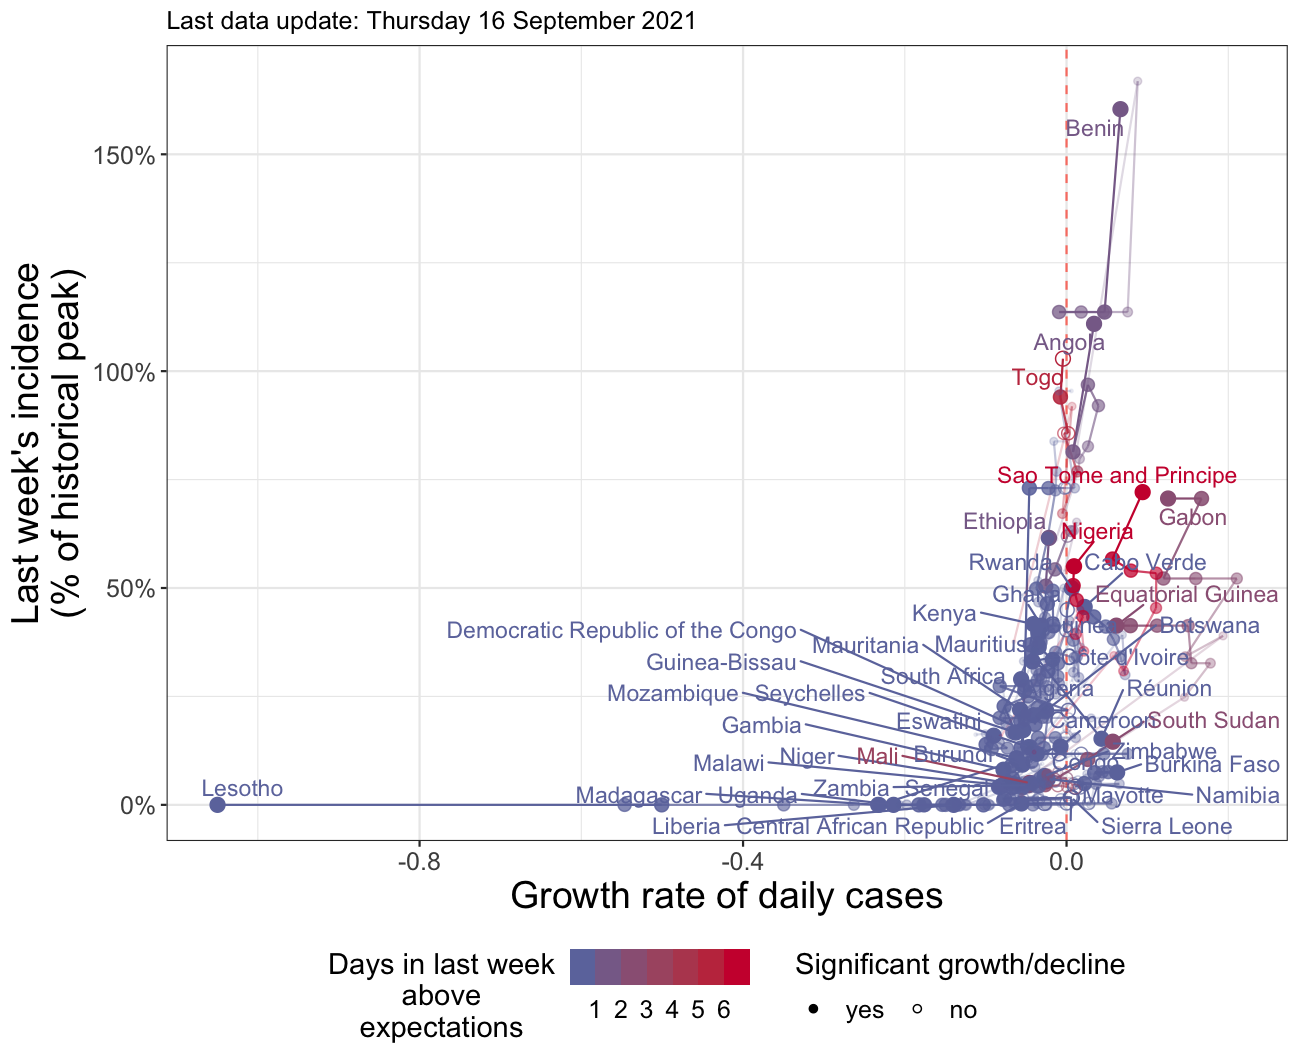 Last data update: Thursday 16 September 2021
Last week's incidence
(% of historical peak)
150%
100%
50%
0%
Benin
Angola
Togo
Sao Tome and Principe
Gabon
Ethiopia
Nigeria
Rwanda
Cabo Verde
Ghana
Equatorial Guinea
Kenya
Botswana
Democratic Republic of the Congo
Mauritania
Mauritius
Côte d'Ivoire
Guinea-Bissau
South Africa
Mozambique
Seychelles
Réunion
Gambia
Eswatini
Cameroon
South Sudan
Malawi
Niger
Mali
Burundi
Congo
Zimbabwe
Burkina Faso
Lesotho
Madagascar
Uganda
Zambia
Senegal
Mayotte
Namibia
Liberia
Central African Republic
Eritrea
Sierra Leone
-0.8
-0.4
0.0
Growth rate of daily cases
Days in last week
above
expectations
1 2 3 4 5 6
Significant growth/decline
yes
no